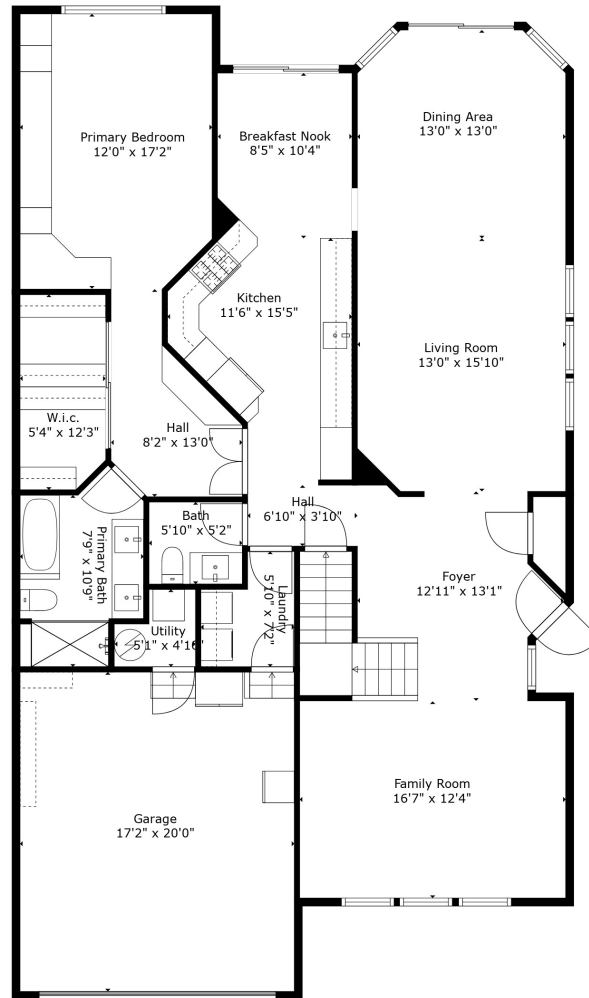 Dining Area
13'0" x 13'0"
Primary Bedroom
12'0" x 17'2"
Breakfast Nook
8'5" x 10'4"
Kitchen
11'6" x 15'5"
Living Room
13'0" x 15'10"
W.i.c.
5'4" x 12'3"
Hall
8'2" x 13'0"
Hall
6'10" x 3'10"
Bath
5'10" x 5'2"
Primary Bath
7'9" x 10'9"
Foyer
12'11" x 13'1"
Laundry
5'10" x 7'2"
Utility
5'1" x 4'10"
Family Room
16'7" x 12'4"
Garage
17'2" x 20'0"